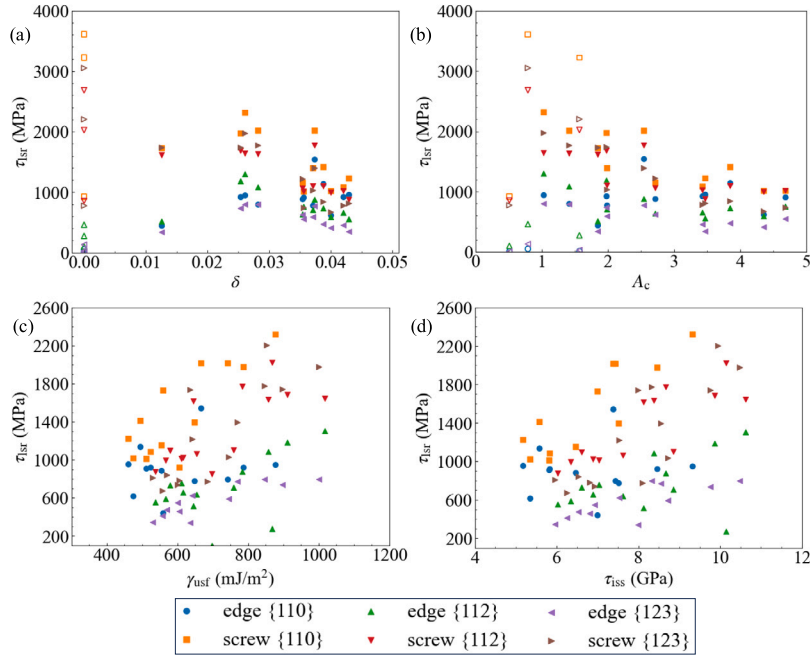 (a)
(b)
4000
3000
2000
1000
0
τlsr (MPa)
0.00 0.01 0.02 0.03 0.04 0.05
δ
4000
3000
2000
1000
0
τlsr (MPa)
0 1 2 3 4 5
Ac
(c)
(d)
2600
2200
1800
1400
1000
600
200
τlsr (MPa)
400 600 800 1000 1200
γusf (mJ/m²)
2600
2200
1800
1400
1000
600
200
τlsr (MPa)
4 6 8 10 12
τiss (GPa)
edge {110} edge {112} edge {123}
screw {110} screw {112} screw {123}